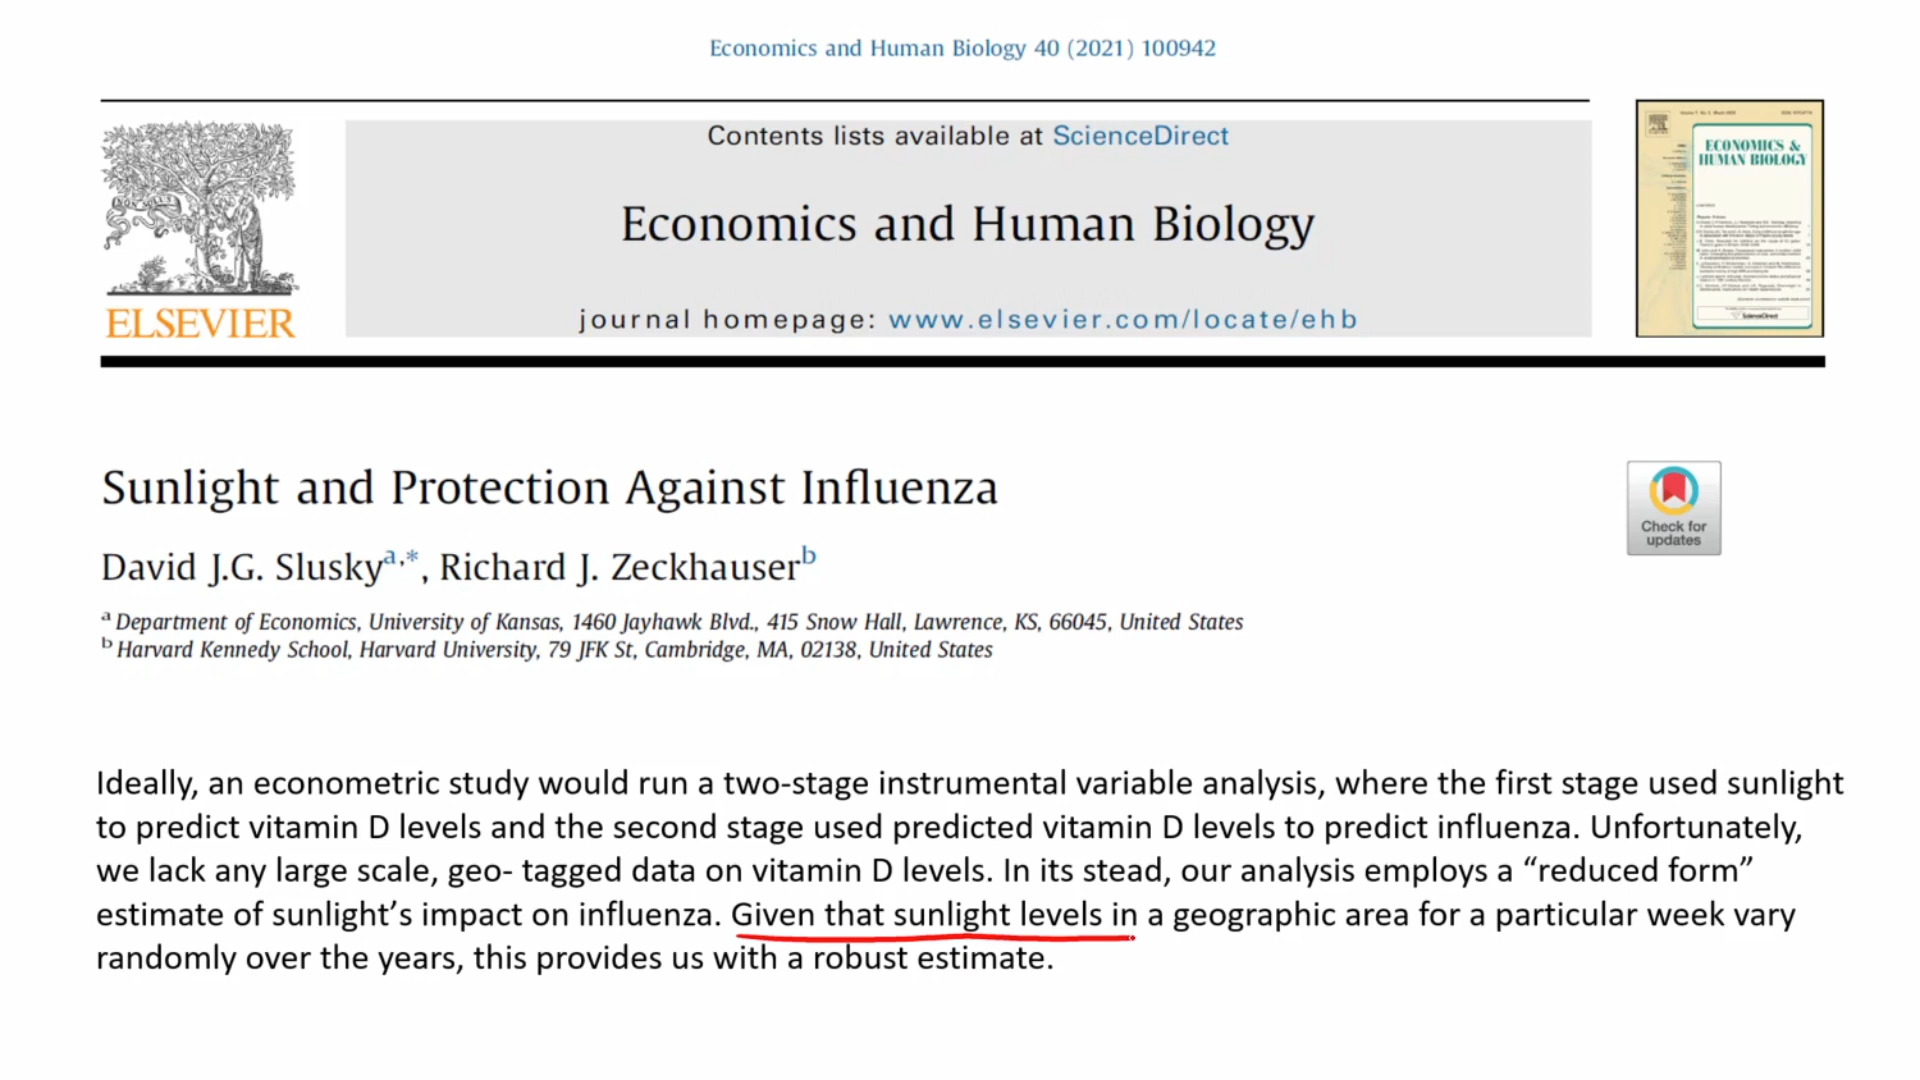 Economics and Human Biology 40 (2021) 100942
Contents lists available at ScienceDirect
Economics and Human Biology
journal homepage: www.elsevier.com/locate/ehb
NON SOLUS
ELSEVIER
ECONOMICS &
HUMAN BIOLOGY
ScienceDirect
Sunlight and Protection Against Influenza
Check for
updates
David J.G. Slusky a,*, Richard J. Zeckhauser b
a Department of Economics, University of Kansas, 1460 Jayhawk Blvd., 415 Snow Hall, Lawrence, KS, 66045, United States
b Harvard Kennedy School, Harvard University, 79 JFK St, Cambridge, MA, 02138, United States
Ideally, an econometric study would run a two-stage instrumental variable analysis, where the first stage used sunlight
to predict vitamin D levels and the second stage used predicted vitamin D levels to predict influenza. Unfortunately,
we lack any large scale, geo- tagged data on vitamin D levels. In its stead, our analysis employs a “reduced form”
estimate of sunlight’s impact on influenza. Given that sunlight levels in a geographic area for a particular week vary
randomly over the years, this provides us with a robust estimate.